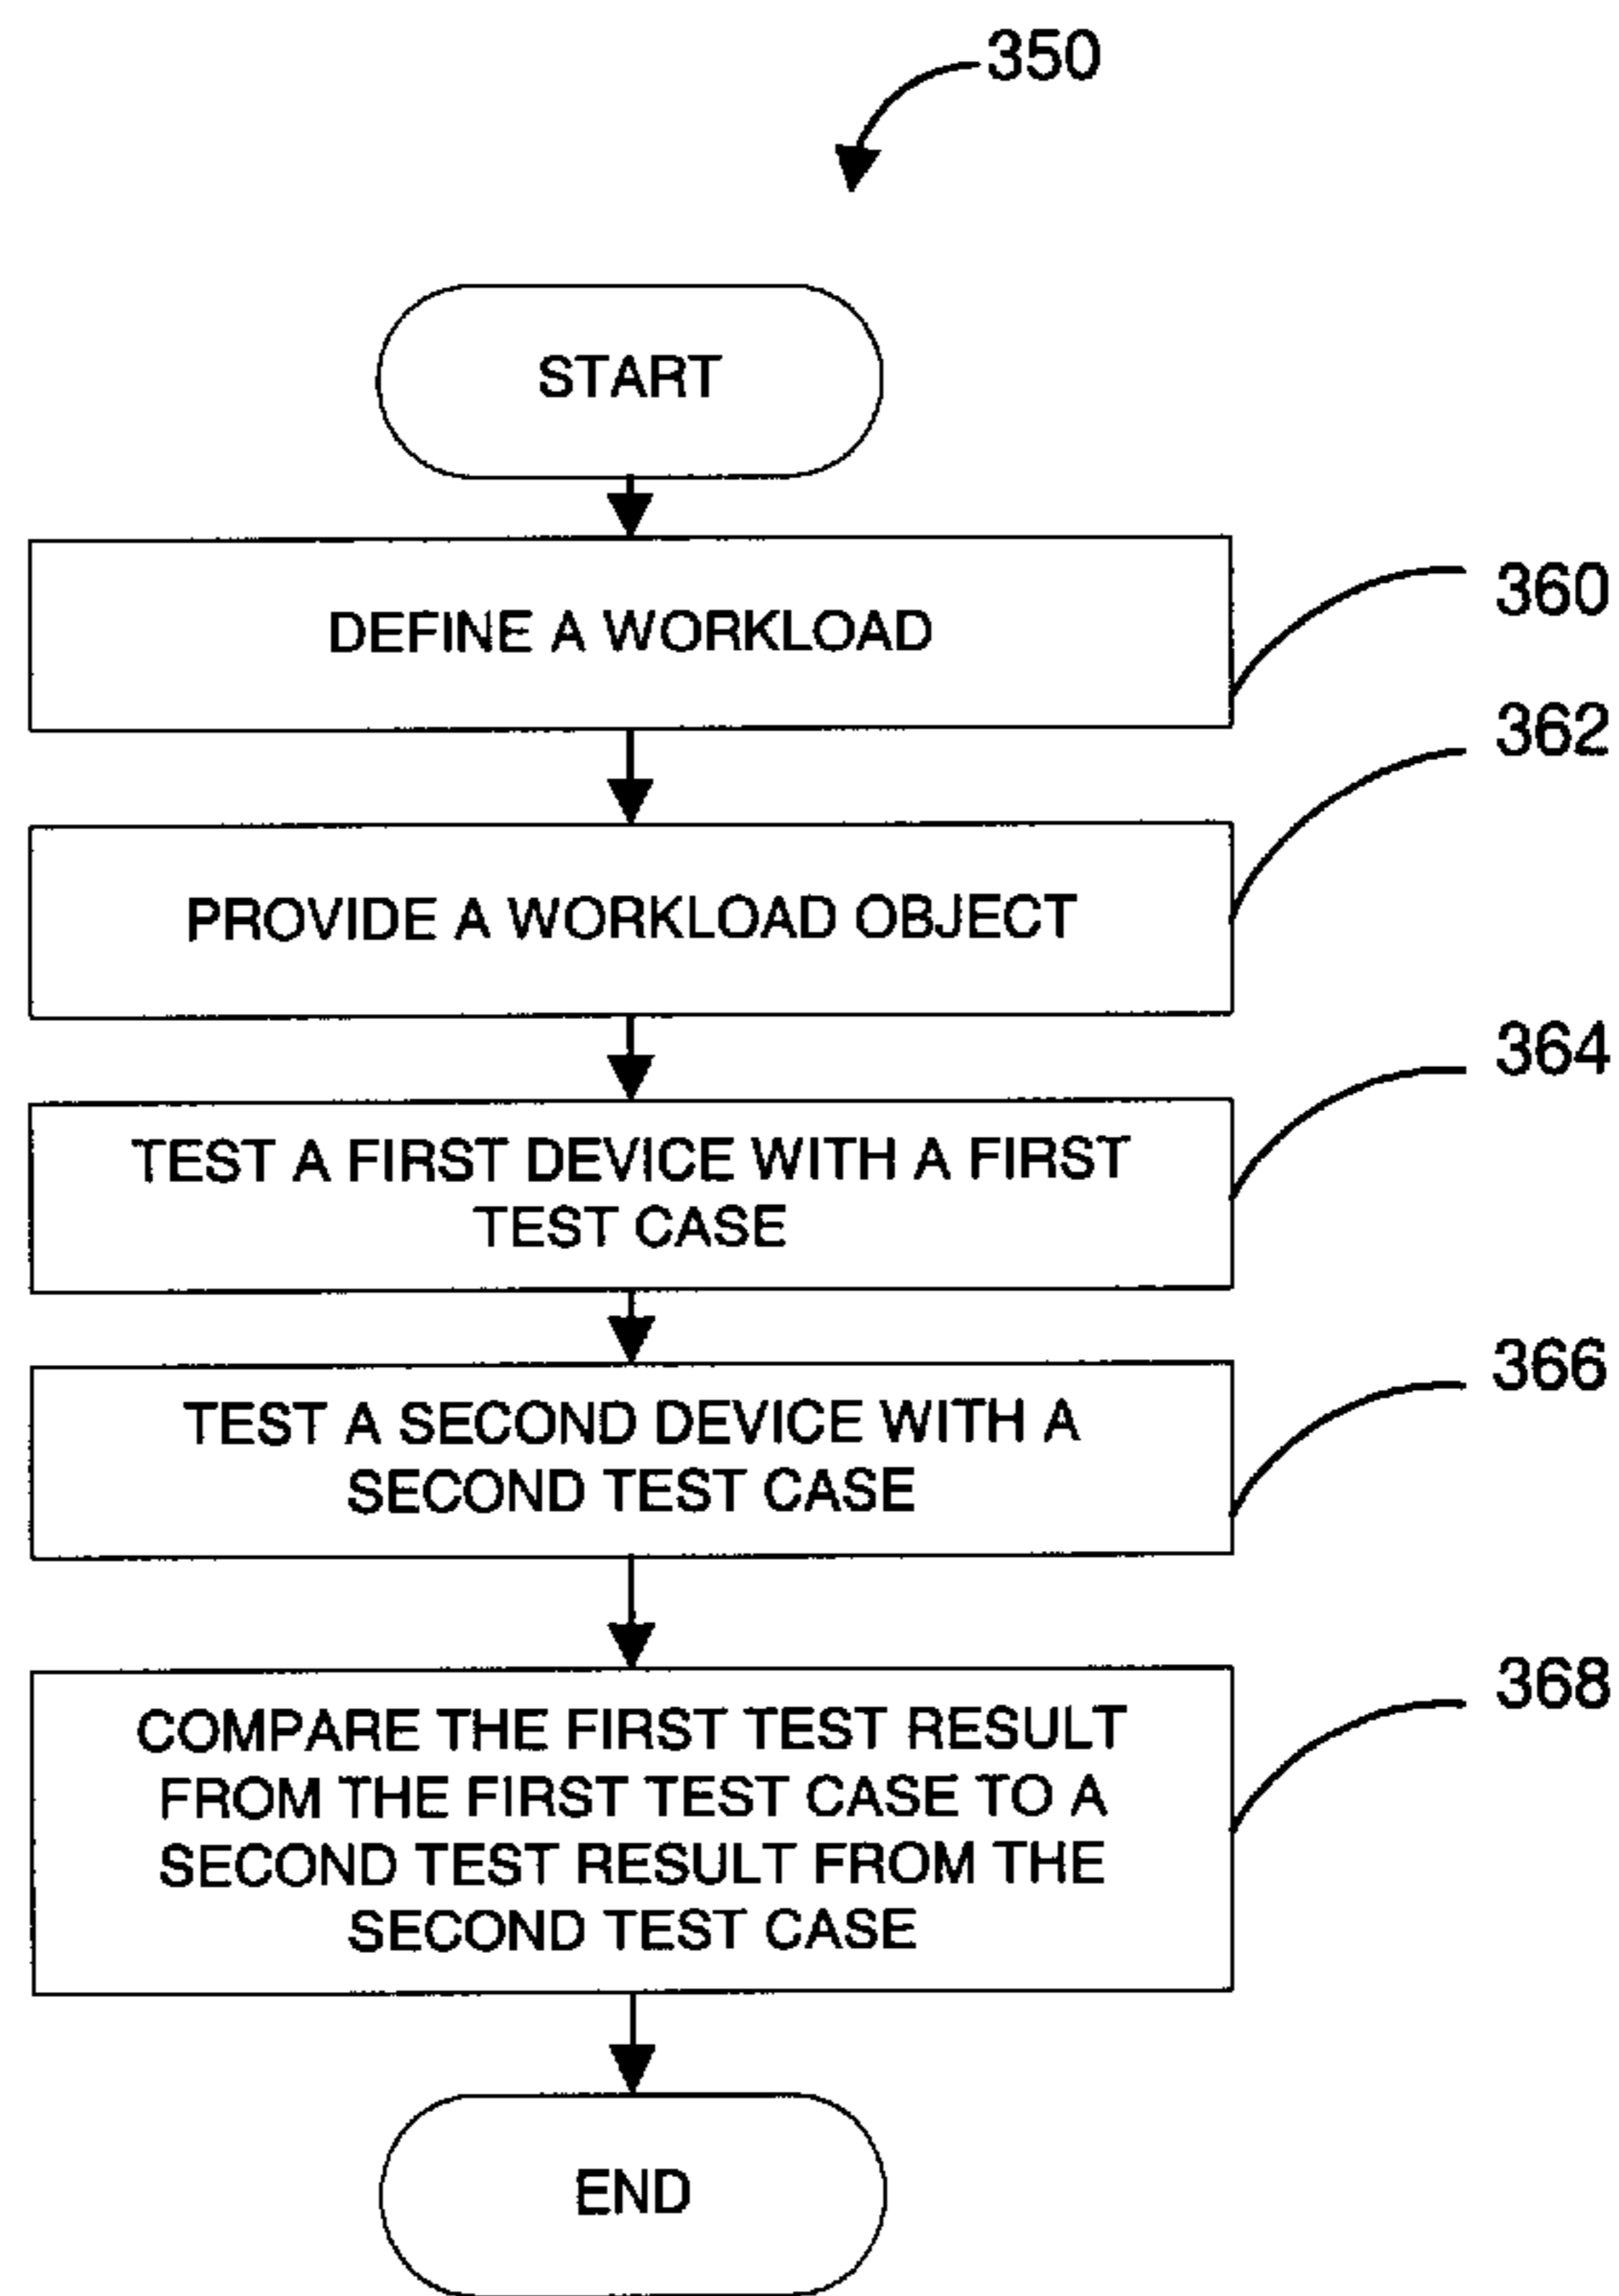 350
START
DEFINE A WORKLOAD
360
PROVIDE A WORKLOAD OBJECT
362
TEST A FIRST DEVICE WITH A FIRST
TEST CASE
364
TEST A SECOND DEVICE WITH A
SECOND TEST CASE
366
COMPARE THE FIRST TEST RESULT
FROM THE FIRST TEST CASE TO A
SECOND TEST RESULT FROM THE
SECOND TEST CASE
368
END